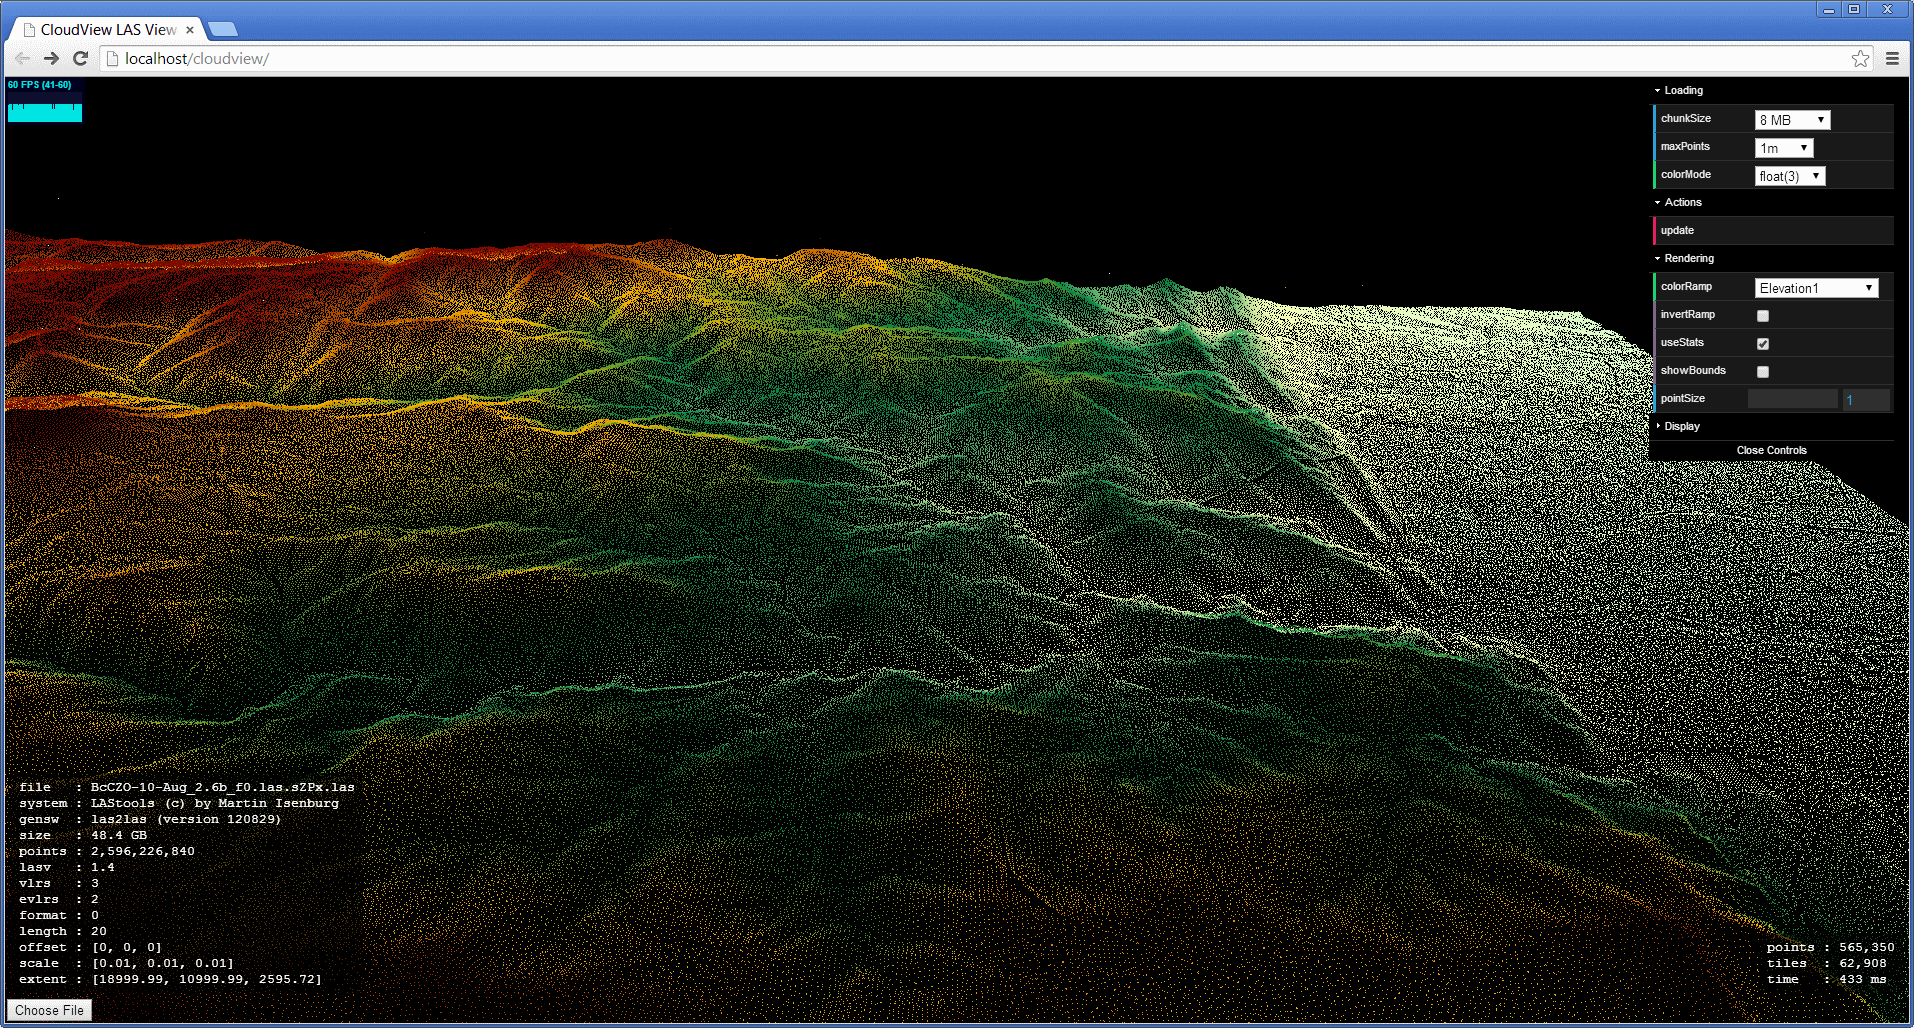 CloudView LAS View
localhost/cloudview/
60 FPS (41-60)
Loading
chunkSize 8 MB
maxPoints 1m
colorMode float(3)
Actions
update
Rendering
colorRamp Elevation1
invertRamp
useStats
showBounds
pointSize 1
Display
Close Controls
file : BcCZO-10-Aug_2.6b_f0.las.sZPx.las
system : LAStools (c) by Martin Isenburg
gensw : las2las (version 120829)
size : 48.4 GB
points : 2,596,226,840
lasv : 1.4
vlrs : 3
evlrs : 2
format : 0
length : 20
offset : [0, 0, 0]
scale : [0.01, 0.01, 0.01]
extent : [18999.99, 10999.99, 2595.72]
points : 565,350
tiles : 62,908
time : 433 ms
Choose File